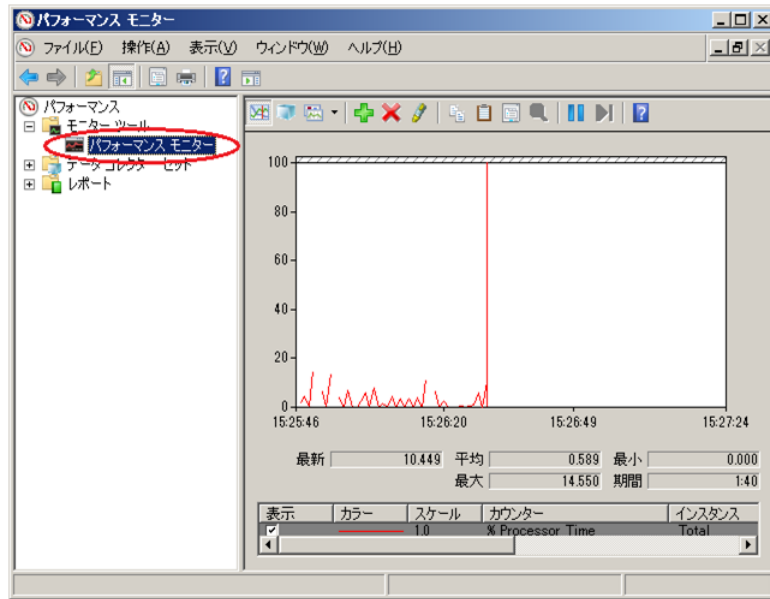 パフォーマンス モニター
ファイル(F) 操作(A) 表示(V) ウィンドウ(W) ヘルプ(H)
パフォーマンス
モニター ツール
パフォーマンス モニター
データ コレクター セット
レポート
100
80
60
40
20
0
15:25:46 15:26:20 15:26:49 15:27:24
最新 10.449 平均 0.589 最小 0.000
最大 14.550 期間 1:40
表示 カラー スケール カウンター インスタンス
1.0 % Processor Time _Total